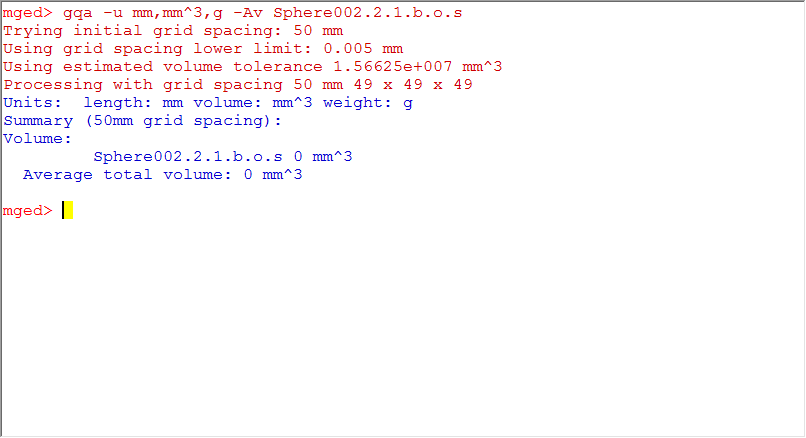 mged> gqa -u mm,mm^3,g -Av Sphere002.2.1.b.o.s
Trying initial grid spacing: 50 mm
Using grid spacing lower limit: 0.005 mm
Using estimated volume tolerance 1.56625e+007 mm^3
Processing with grid spacing 50 mm 49 x 49 x 49
Units:  length: mm volume: mm^3 weight: g
Summary (50mm grid spacing):
Volume:
         Sphere002.2.1.b.o.s 0 mm^3
  Average total volume: 0 mm^3
mged>